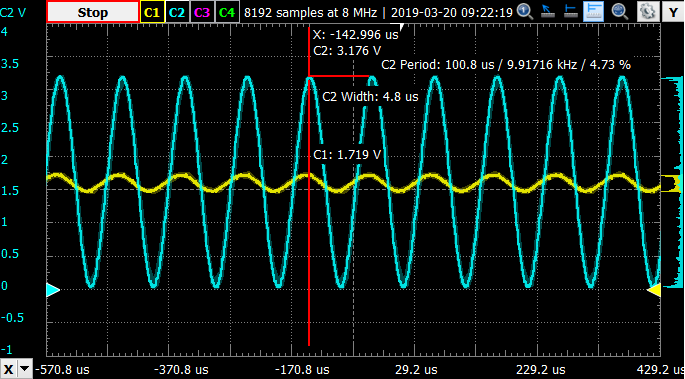 C2 V Stop C1 C2 C3 C4 8192 samples at 8 MHz | 2019-03-20 09:22:19 Y
X: -142.996 us
C2: 3.176 V
C2 Period: 100.8 us / 9.91716 kHz / 4.73 %
C2 Width: 4.8 us
C1: 1.719 V
4
3.5
3
2.5
2
1.5
1
0.5
0
-0.5
-1
X -570.8 us -370.8 us -170.8 us 29.2 us 229.2 us 429.2 us